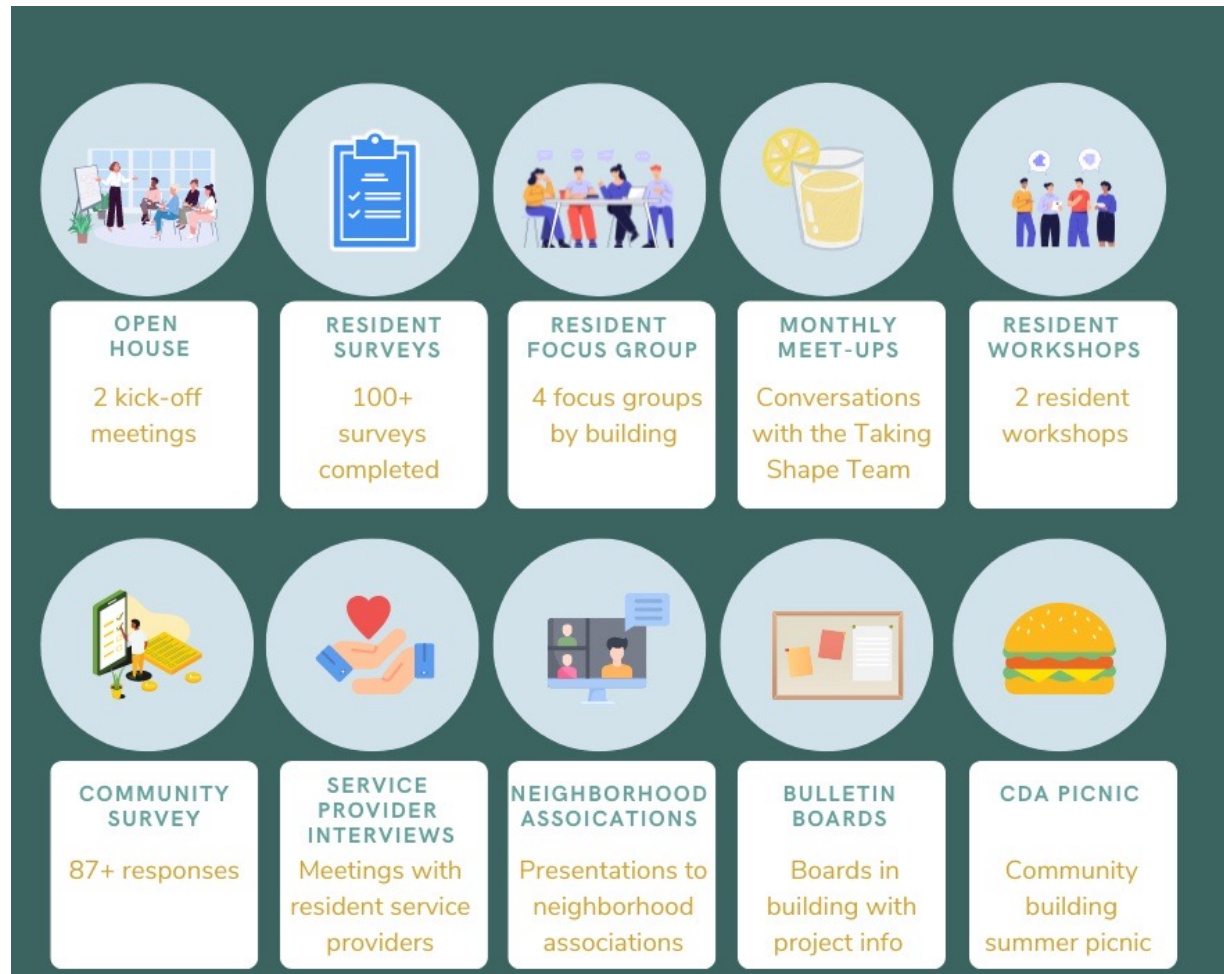 OPEN
HOUSE
2 kick-off
meetings
RESIDENT
SURVEYS
100+
surveys
completed
RESIDENT
FOCUS GROUP
4 focus groups
by building
MONTHLY
MEET-UPS
Conversations
with the Taking
Shape Team
RESIDENT
WORKSHOPS
2 resident
workshops
COMMUNITY
SURVEY
87+ responses
SERVICE
PROVIDER
INTERVIEWS
Meetings with
resident service
providers
NEIGHBORHOOD
ASSOICATIONS
Presentations to
neighborhood
associations
BULLETIN
BOARDS
Boards in
building with
project info
CDA PICNIC
Community
building
summer picnic